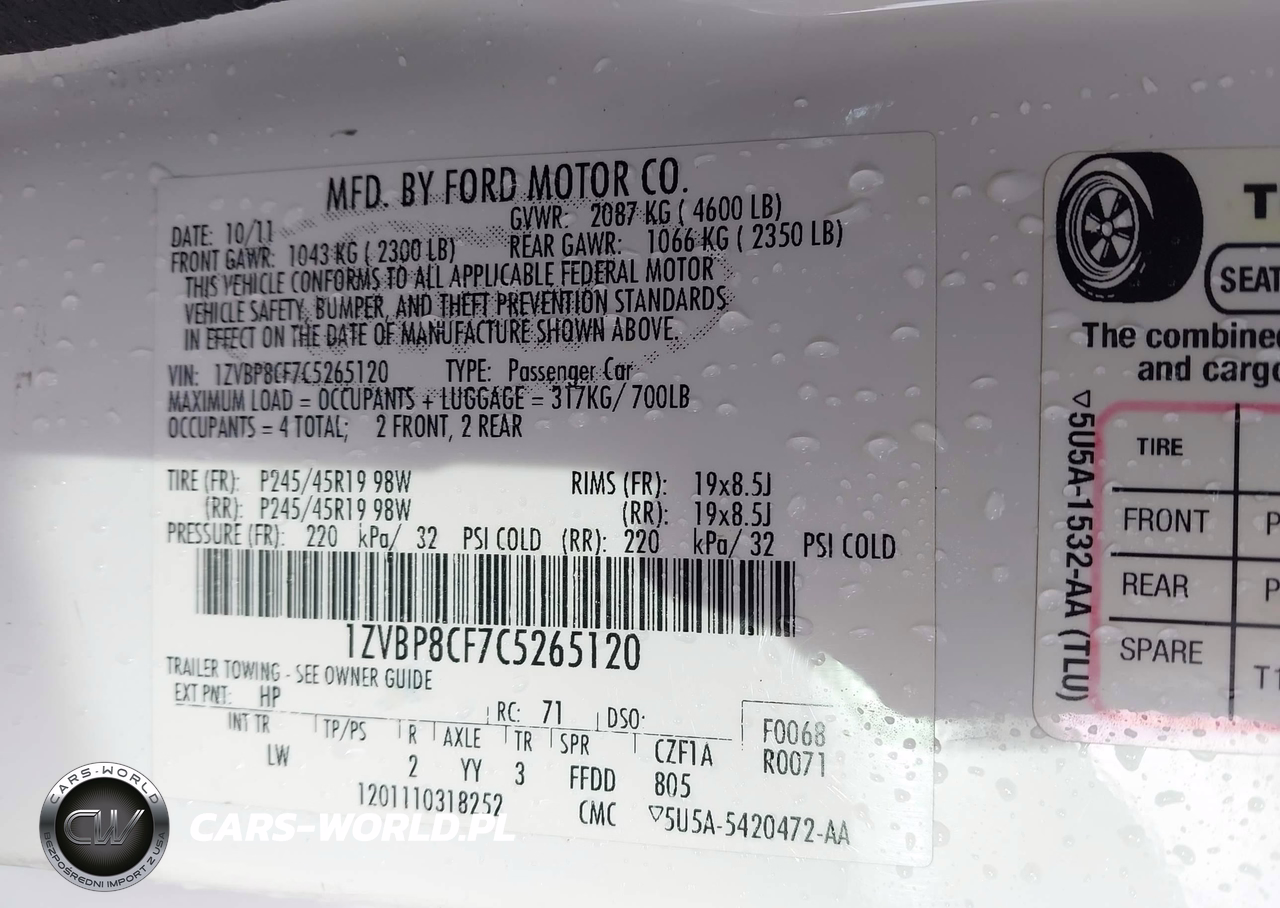 MFD. BY FORD MOTOR CO.
DATE: 10/11
GVWR: 2087 KG ( 4600 LB)
FRONT GAWR: 1043 KG ( 2300 LB)
REAR GAWR: 1066 KG ( 2350 LB)
THIS VEHICLE CONFORMS TO ALL APPLICABLE FEDERAL MOTOR
VEHICLE SAFETY, BUMPER, AND THEFT PREVENTION STANDARDS
IN EFFECT ON THE DATE OF MANUFACTURE SHOWN ABOVE.
VIN: 1ZVBP8CF7C5265120 TYPE: Passenger Car
MAXIMUM LOAD = OCCUPANTS + LUGGAGE = 317KG/ 700LB
OCCUPANTS = 4 TOTAL; 2 FRONT, 2 REAR
TIRE (FR): P245/45R19 98W RIMS (FR): 19x8.5J
(RR): P245/45R19 98W (RR): 19x8.5J
PRESSURE (FR): 220 kPa/ 32 PSI COLD (RR): 220 kPa/ 32 PSI COLD
1ZVBP8CF7C5265120
TRAILER TOWING - SEE OWNER GUIDE
EXT PNT: HP RC: 71 DSO:
F0068
R0071
INT TR TP/PS R AXLE TR SPR CZF1A
LW 2 YY 3 FFDD 805
1201110318252 CMC ▽5U5A-5420472-AA
T
SEAT
The combined
and cargo
▽5U5A-1532-AA (TLU)
TIRE
FRONT P
REAR P
SPARE
T1
CARS-WORLD
CW
BEZPOŚREDNI IMPORT Z USA
CARS-WORLD.PL